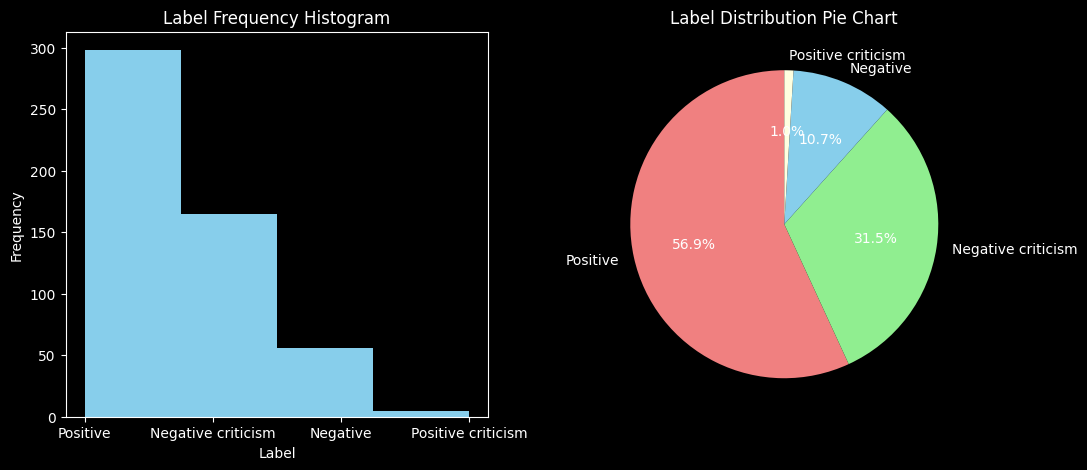 Label Frequency Histogram
300
250
200
150
100
50
0
Frequency
Positive
Negative criticism
Negative
Positive criticism
Label
Label Distribution Pie Chart
Positive criticism
Negative
1.0%
10.7%
31.5%
Negative criticism
56.9%
Positive